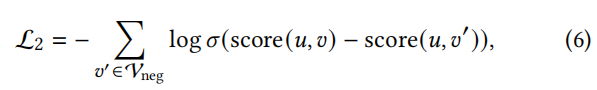 ℒ₂ = − ∑_{v′∈𝒱_neg} log σ(score(u, v) − score(u, v′)), (6)